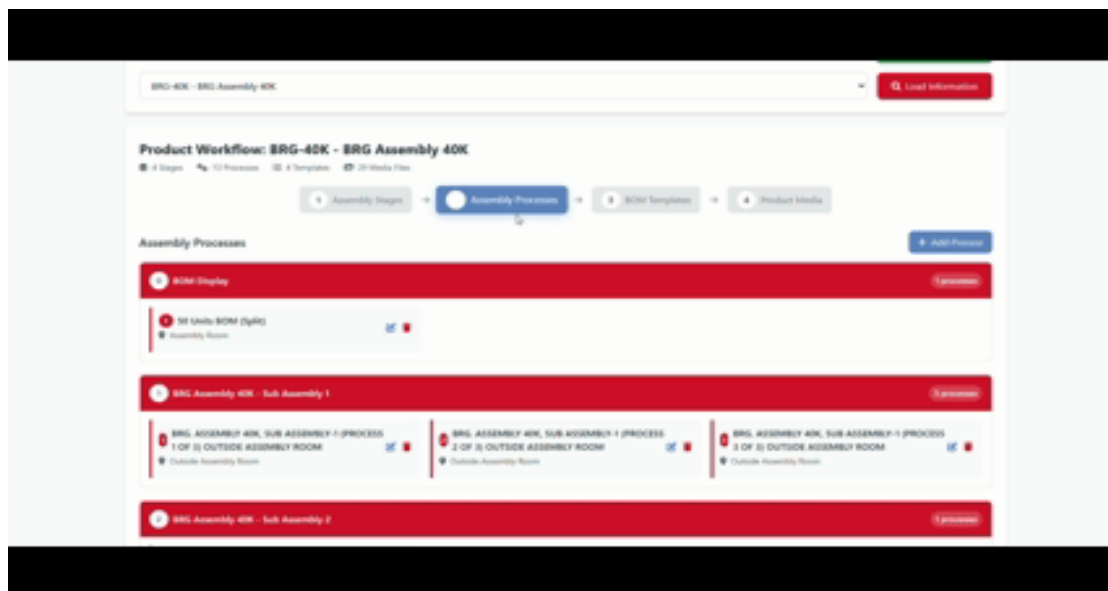 BRG-40K - BRG Assembly 40K
Load Information
Product Workflow: BRG-40K - BRG Assembly 40K
4 Stages 13 Processes 4 Templates 29 Media Files
1 Assembly Stages → Assembly Processes → 3 BOM Templates → 4 Product Media
Assembly Processes
+ Add Process
0 BOM Display
1 processes
50 Units BOM (Split)
Assembly Room
1 BRG Assembly 40K - Sub Assembly 1
3 processes
BRG. ASSEMBLY 40K, SUB ASSEMBLY-1 (PROCESS
1 OF 3) OUTSIDE ASSEMBLY ROOM
Outside Assembly Room
BRG. ASSEMBLY 40K, SUB ASSEMBLY-1 (PROCESS
2 OF 3) OUTSIDE ASSEMBLY ROOM
Outside Assembly Room
BRG. ASSEMBLY 40K, SUB ASSEMBLY-1 (PROCESS
3 OF 3) OUTSIDE ASSEMBLY ROOM
Outside Assembly Room
2 BRG Assembly 40K - Sub Assembly 2
1 processes